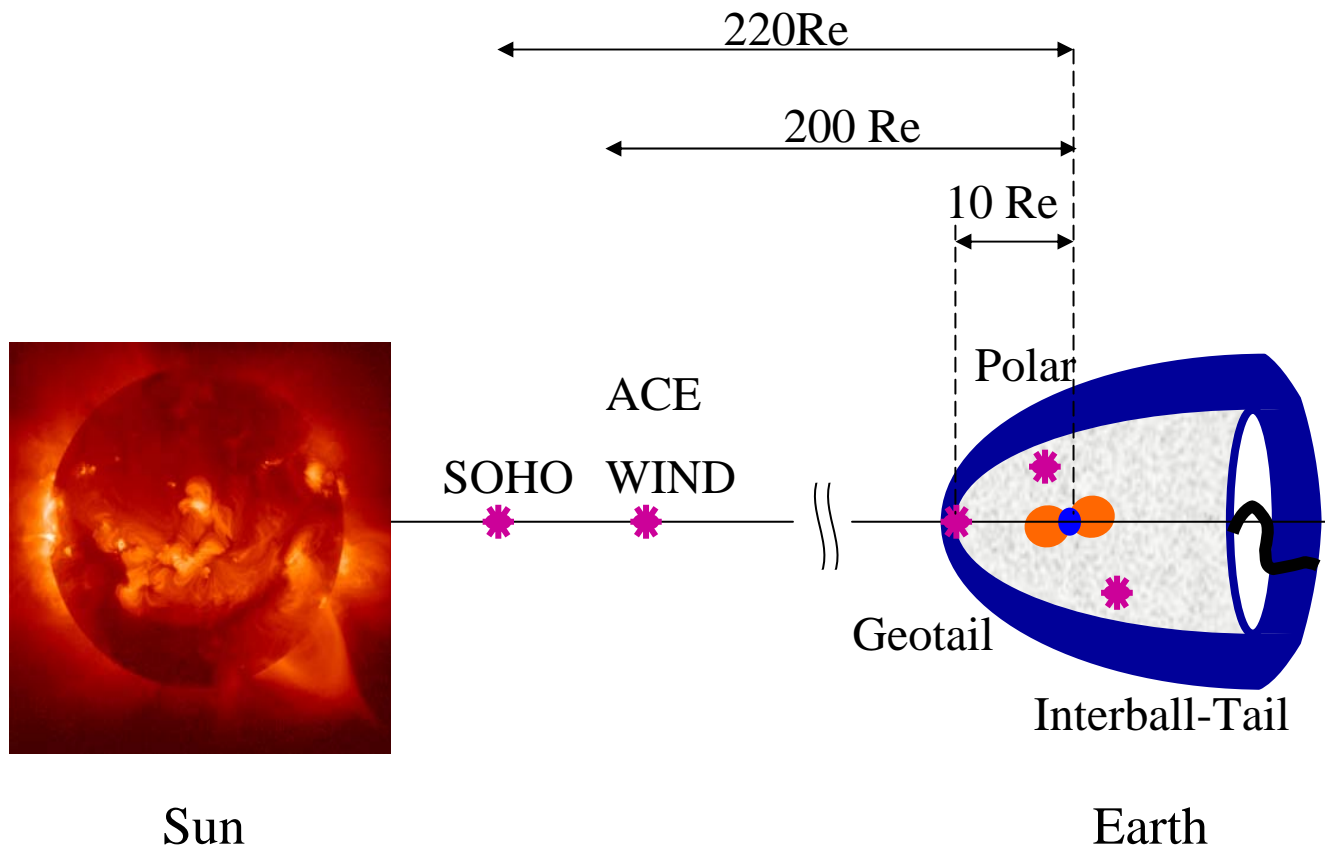 220Re
200 Re
10 Re
Polar
ACE
SOHO WIND
Geotail
Interball-Tail
Sun Earth